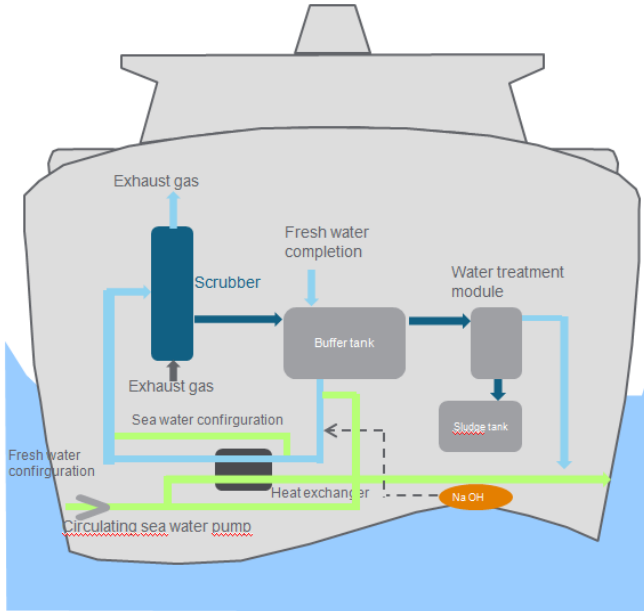 Exhaust gas
Fresh water
completion
Water treatment
module
Scrubber
Buffer tank
Exhaust gas
Sea water confirguration
Sludge tank
Fresh water
confirguration
Heat exchanger
Na OH
Circulating sea water pump